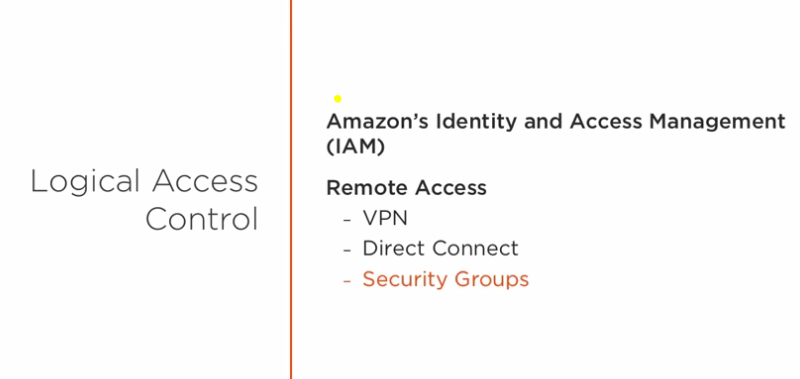 Logical Access
Control
Amazon’s Identity and Access Management
(IAM)
Remote Access
- VPN
- Direct Connect
- Security Groups